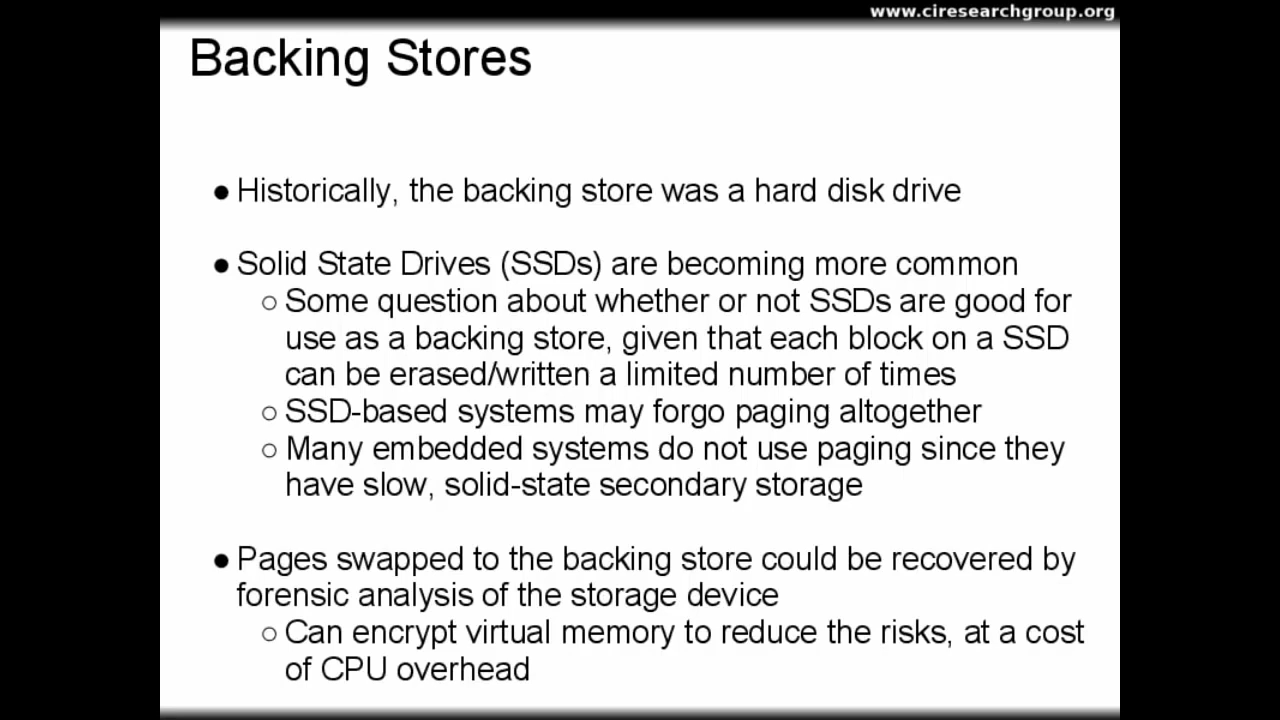 www.ciresearchgroup.org
Backing Stores
● Historically, the backing store was a hard disk drive
● Solid State Drives (SSDs) are becoming more common
○ Some question about whether or not SSDs are good for
use as a backing store, given that each block on a SSD
can be erased/written a limited number of times
○ SSD-based systems may forgo paging altogether
○ Many embedded systems do not use paging since they
have slow, solid-state secondary storage
● Pages swapped to the backing store could be recovered by
forensic analysis of the storage device
○ Can encrypt virtual memory to reduce the risks, at a cost
of CPU overhead